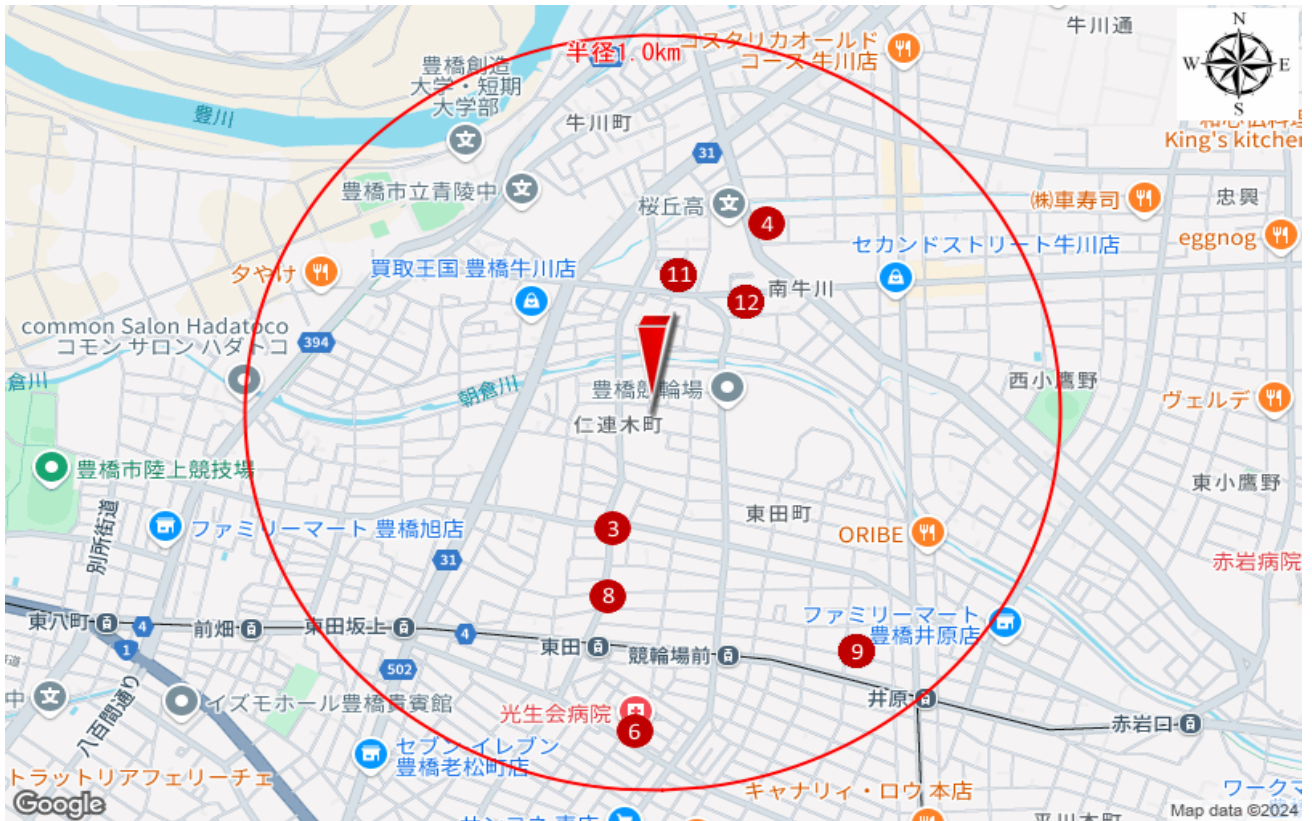 牛川通
N
W
E
S
コスタリカオールド
コース 牛川店
半径1.0km
豊橋創造
大学・短期
大学部
豊川
牛川町
King's kitchen
31
豊橋市立青陵中
桜丘高
4
㈱車寿司
忠興
eggnog
セカンドストリート牛川店
夕やけ
買取王国 豊橋牛川店
11
12
南牛川
common Salon Hadatoco
コモン サロン ハダトコ
394
倉川
朝倉川
豊橋競輪場
西小鷹野
ヴェルデ
仁連木町
豊橋市陸上競技場
東小鷹野
別所街道
ファミリーマート 豊橋旭店
3
東田町
ORIBE
31
赤岩病院
8
ファミリーマート
豊橋井原店
東八町
4
前畑
東田坂上
4
東田
競輪場前
9
1
502
中
八百間通り
イズモホール豊橋貴賓館
光生会病院
6
井原
赤岩口
セブン-イレブン
豊橋老松町店
トラットリアフェリーチェ
キャナリィ・ロウ 本店
ワークマ
Google
サンヨネ 東店
平川本町
Map data ©2024